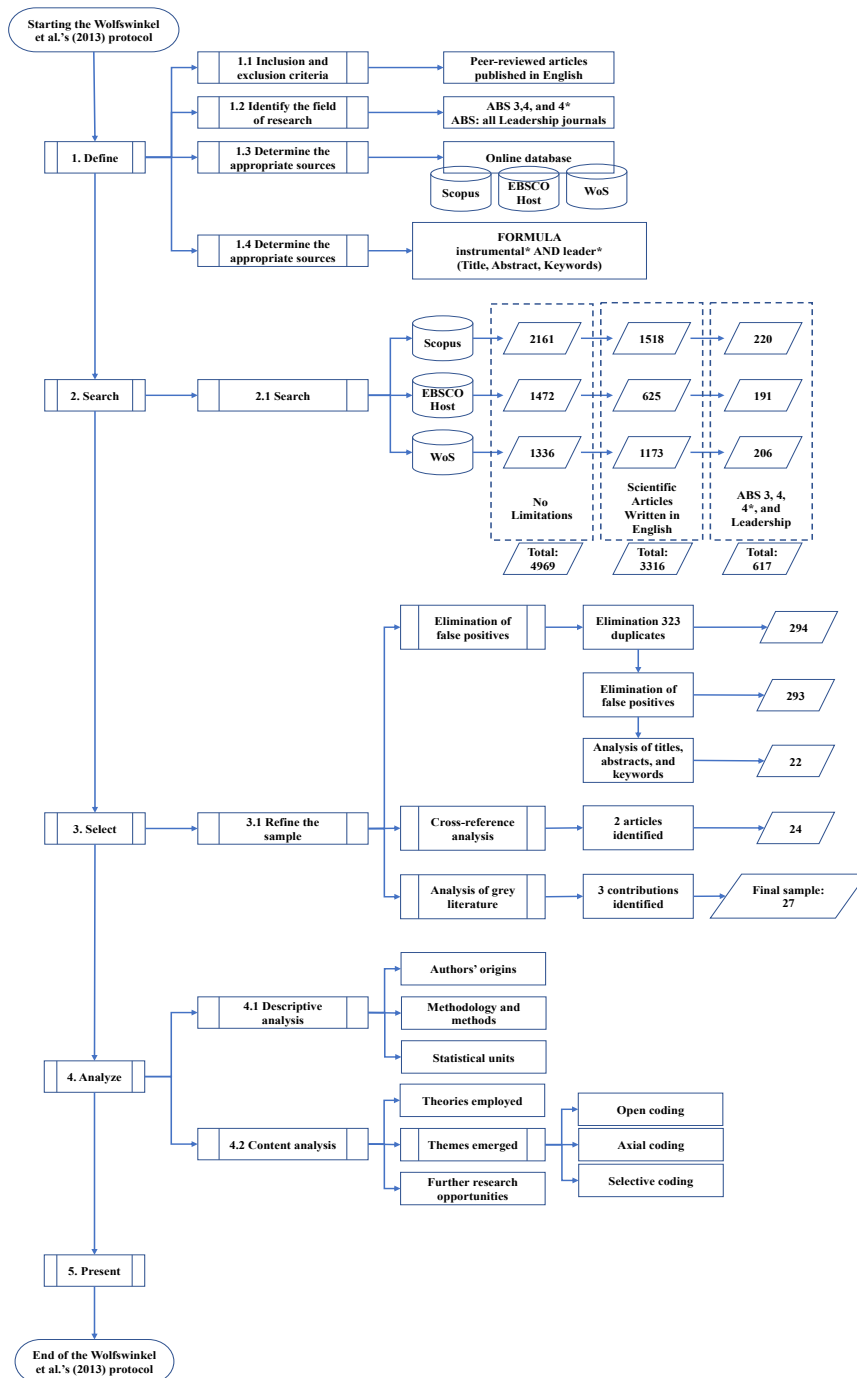 Starting the Wolfswinkel
et al.'s (2013) protocol
1. Define
1.1 Inclusion and
exclusion criteria
Peer-reviewed articles
published in English
1.2 Identify the field
of research
ABS 3,4, and 4*
ABS: all Leadership journals
1.3 Determine the
appropriate sources
Online database
Scopus
EBSCO
Host
WoS
1.4 Determine the
appropriate sources
FORMULA
instrumental* AND leader*
(Title, Abstract, Keywords)
2. Search
2.1 Search
Scopus
2161
1518
220
EBSCO
Host
1472
625
191
WoS
1336
1173
206
No
Limitations
Scientific
Articles
Written in
English
ABS 3, 4,
4*, and
Leadership
Total:
4969
Total:
3316
Total:
617
3. Select
3.1 Refine the
sample
Elimination of
false positives
Elimination 323
duplicates
294
Elimination of
false positives
293
Analysis of titles,
abstracts, and
keywords
22
Cross-reference
analysis
2 articles
identified
24
Analysis of grey
literature
3 contributions
identified
Final sample:
27
4. Analyze
4.1 Descriptive
analysis
Authors' origins
Methodology and
methods
Statistical units
4.2 Content analysis
Theories employed
Themes emerged
Further research
opportunities
Open coding
Axial coding
Selective coding
5. Present
End of the Wolfswinkel
et al.'s (2013) protocol